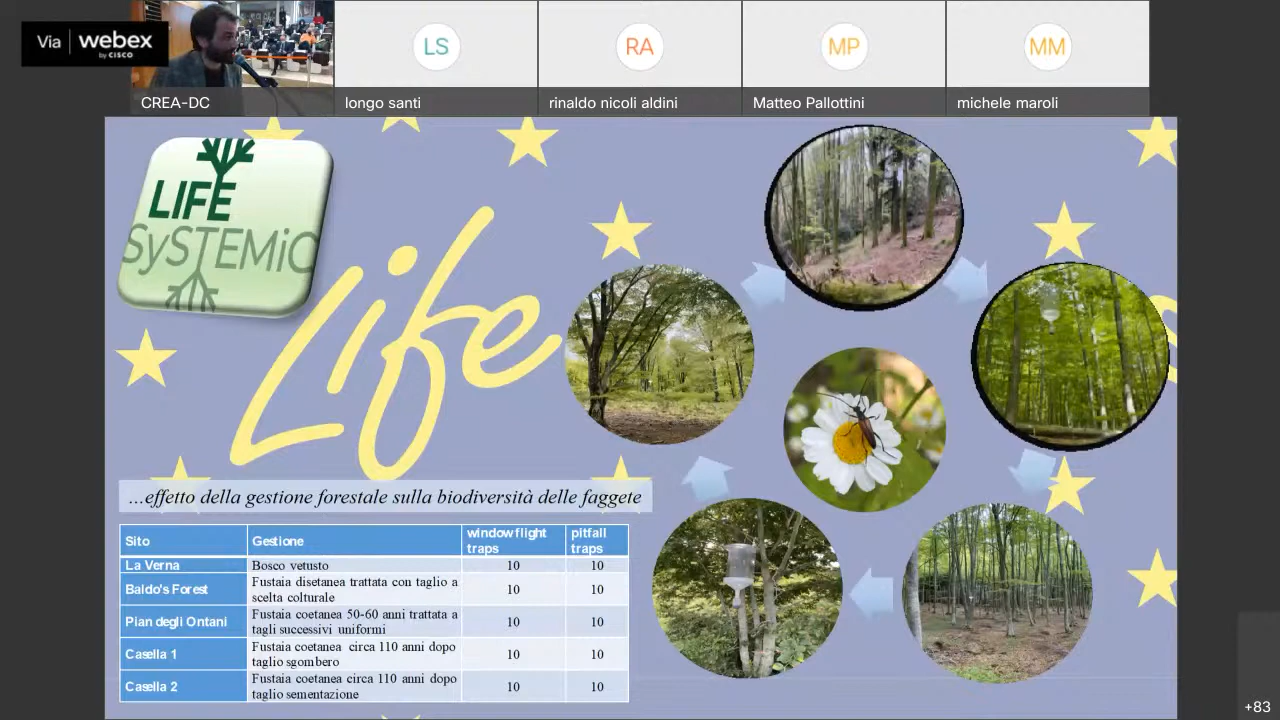 Via webex
by CISCO
LS
RA
MP
MM
CREA-DC
longo santi
rinaldo nicoli aldini
Matteo Pallottini
michele maroli
LIFE
SySTEMiC
Life
...effetto della gestione forestale sulla biodiversità delle faggete
Sito Gestione window flight traps pitfall traps
La Verna Bosco vetusto 10 10
Baldo's Forest Fustaia disetanea trattata con taglio a scelta colturale 10 10
Pian degli Ontani Fustaia coetanea 50-60 anni trattata a tagli successivi uniformi 10 10
Casella 1 Fustaia coetanea circa 110 anni dopo taglio sgombero 10 10
Casella 2 Fustaia coetanea circa 110 anni dopo taglio sementazione 10 10
+83